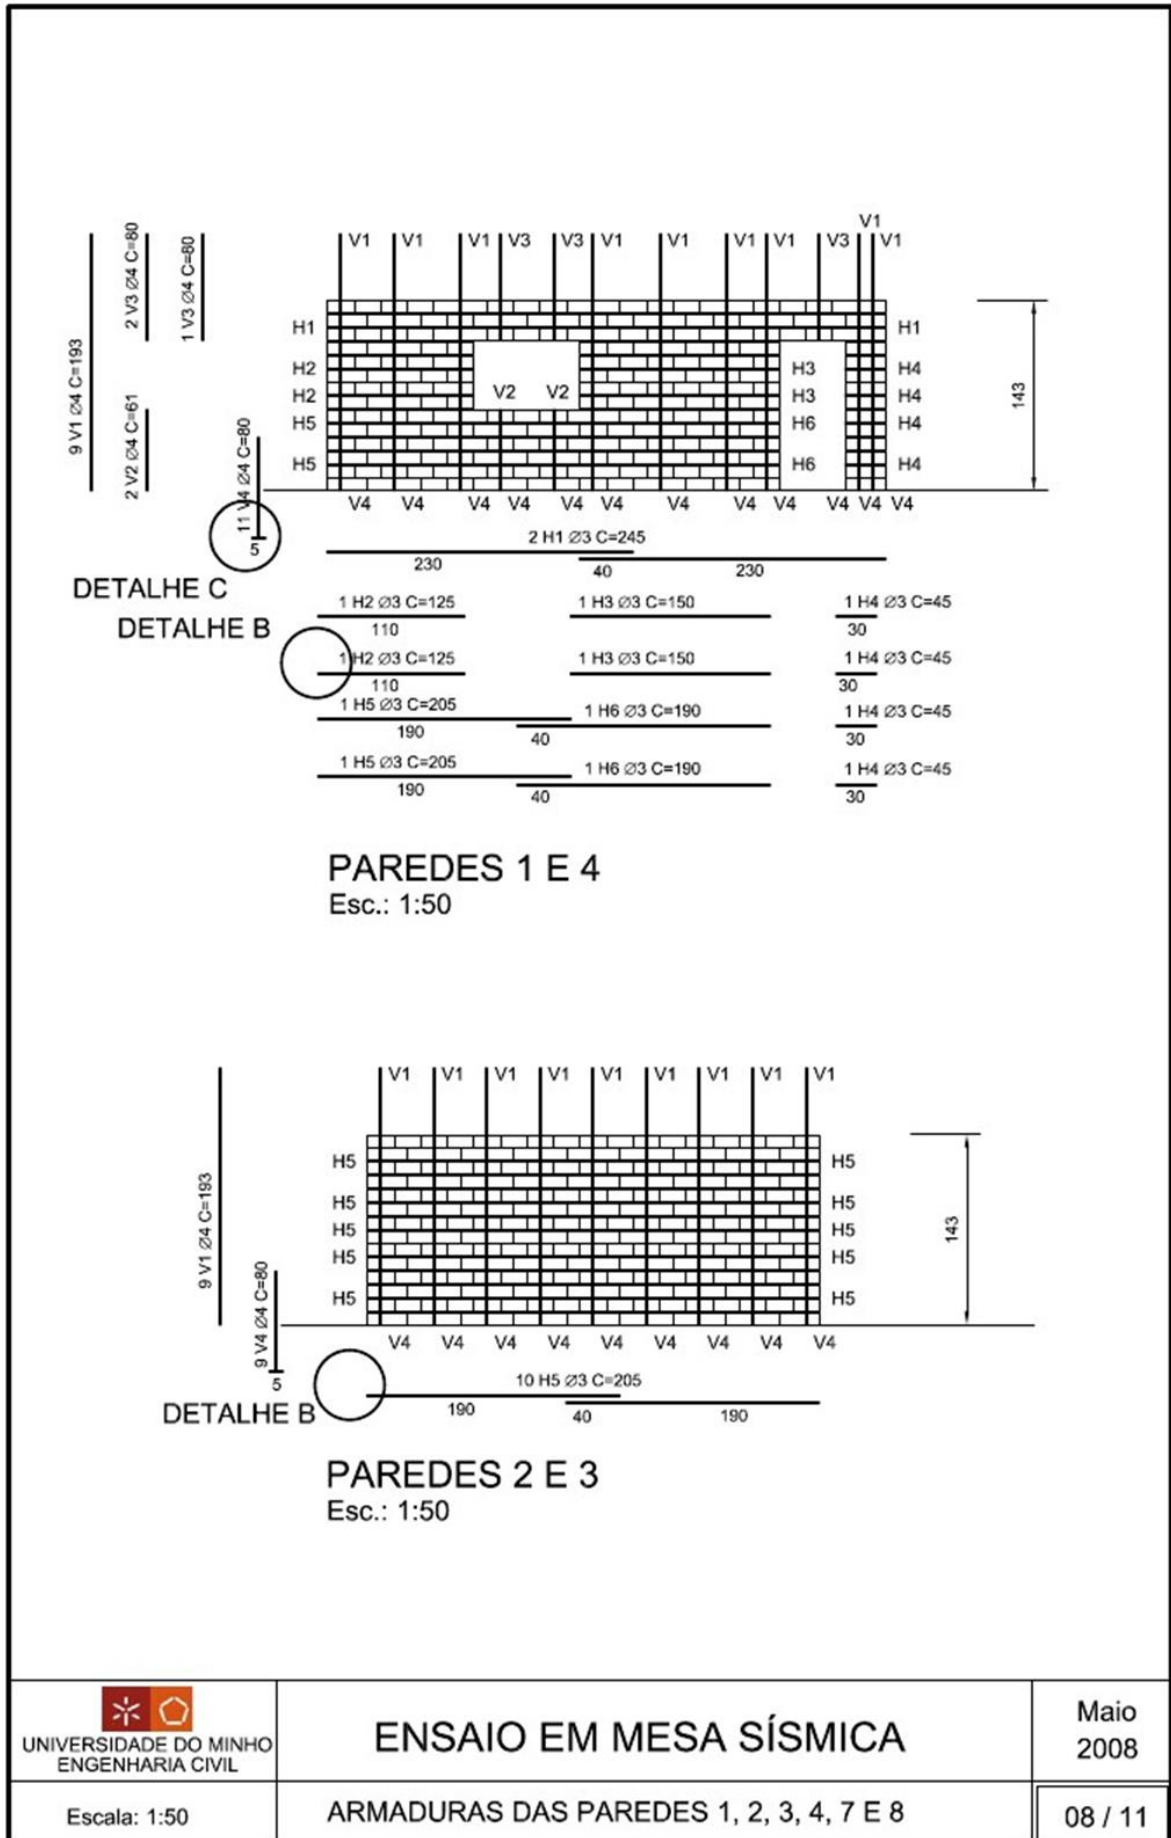 V1
V1 V1 V1 V3 V3 V1 V1 V1 V1 V3 V1
2 V3 Ø4 C=80
1 V3 Ø4 C=80
9 V1 Ø4 C=193
2 V2 Ø4 C=61
11 V4 Ø4 C=80
5
H1 H1
H2 H3 H4
V2 V2
H2 H3 H4
H5 H6 H4
H5 H6 H4
143
V4 V4 V4 V4 V4 V4 V4 V4 V4 V4 V4 V4
DETALHE C
2 H1 Ø3 C=245
230 40 230
DETALHE B
1 H2 Ø3 C=125 1 H3 Ø3 C=150 1 H4 Ø3 C=45
110 30
1 H2 Ø3 C=125 1 H3 Ø3 C=150 1 H4 Ø3 C=45
110 30
1 H5 Ø3 C=205 1 H6 Ø3 C=190 1 H4 Ø3 C=45
190 40 30
1 H5 Ø3 C=205 1 H6 Ø3 C=190 1 H4 Ø3 C=45
190 40 30
PAREDES 1 E 4
Esc.: 1:50
V1 V1 V1 V1 V1 V1 V1 V1 V1
9 V1 Ø4 C=193
9 V4 Ø4 C=80
5
H5 H5
H5 H5
H5 H5
H5 H5
H5 H5
143
V4 V4 V4 V4 V4 V4 V4 V4 V4
DETALHE B
10 H5 Ø3 C=205
190 40 190
PAREDES 2 E 3
Esc.: 1:50
UNIVERSIDADE DO MINHO
ENGENHARIA CIVIL
ENSAIO EM MESA SÍSMICA
Maio
2008
Escala: 1:50
ARMADURAS DAS PAREDES 1, 2, 3, 4, 7 E 8
08 / 11